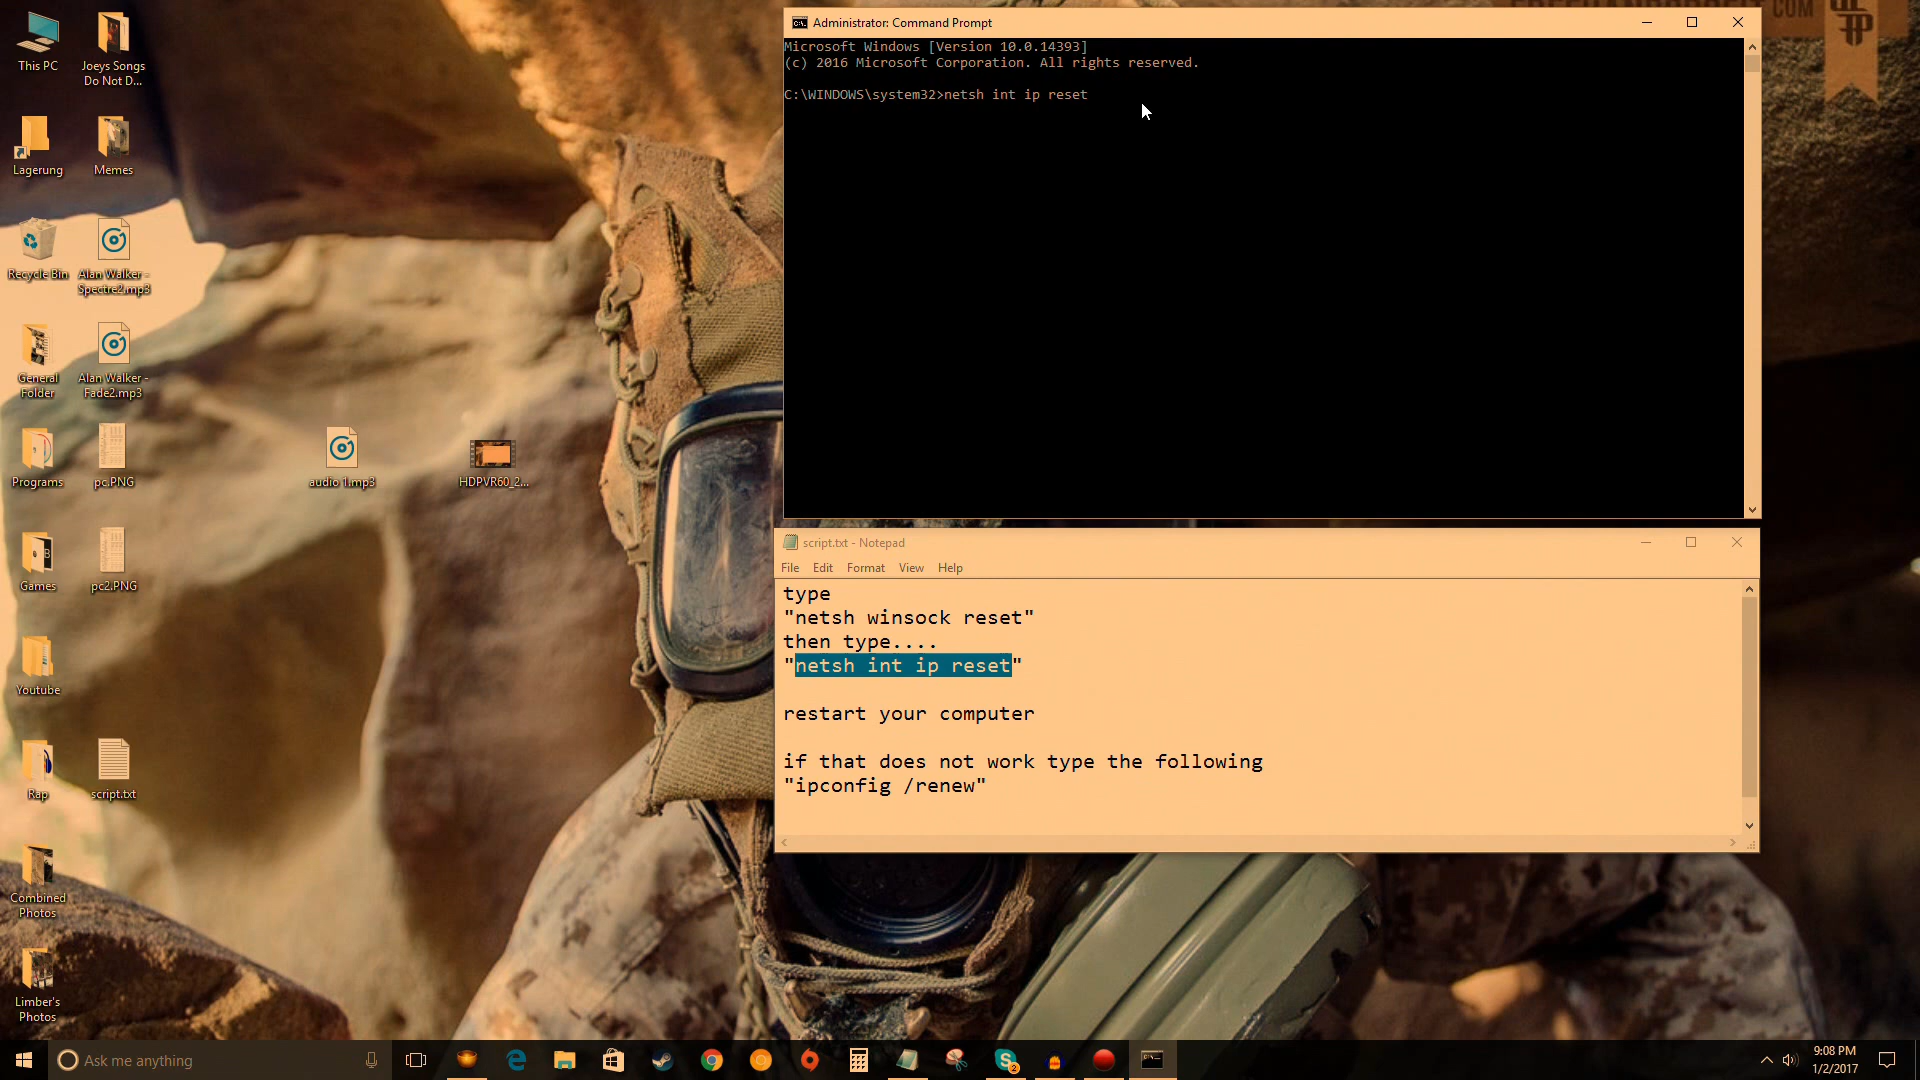 This PC
Joeys Songs
Do Not D...
Lagerung
Memes
Recycle Bin
Alan Walker -
Spectre2.mp3
General
Folder
Alan Walker -
Fade2.mp3
Programs
pc.PNG
audio 1.mp3
HDPVR60_2...
Games
pc2.PNG
Youtube
Rap
script.txt
Combined
Photos
Limber's
Photos
Administrator: Command Prompt
Microsoft Windows [Version 10.0.14393]
(c) 2016 Microsoft Corporation. All rights reserved.
C:\WINDOWS\system32>netsh int ip reset
COM
script.txt - Notepad
File Edit Format View Help
type
"netsh winsock reset"
then type....
"netsh int ip reset"
restart your computer
if that does not work type the following
"ipconfig /renew"
Ask me anything
2
9:08 PM
1/2/2017